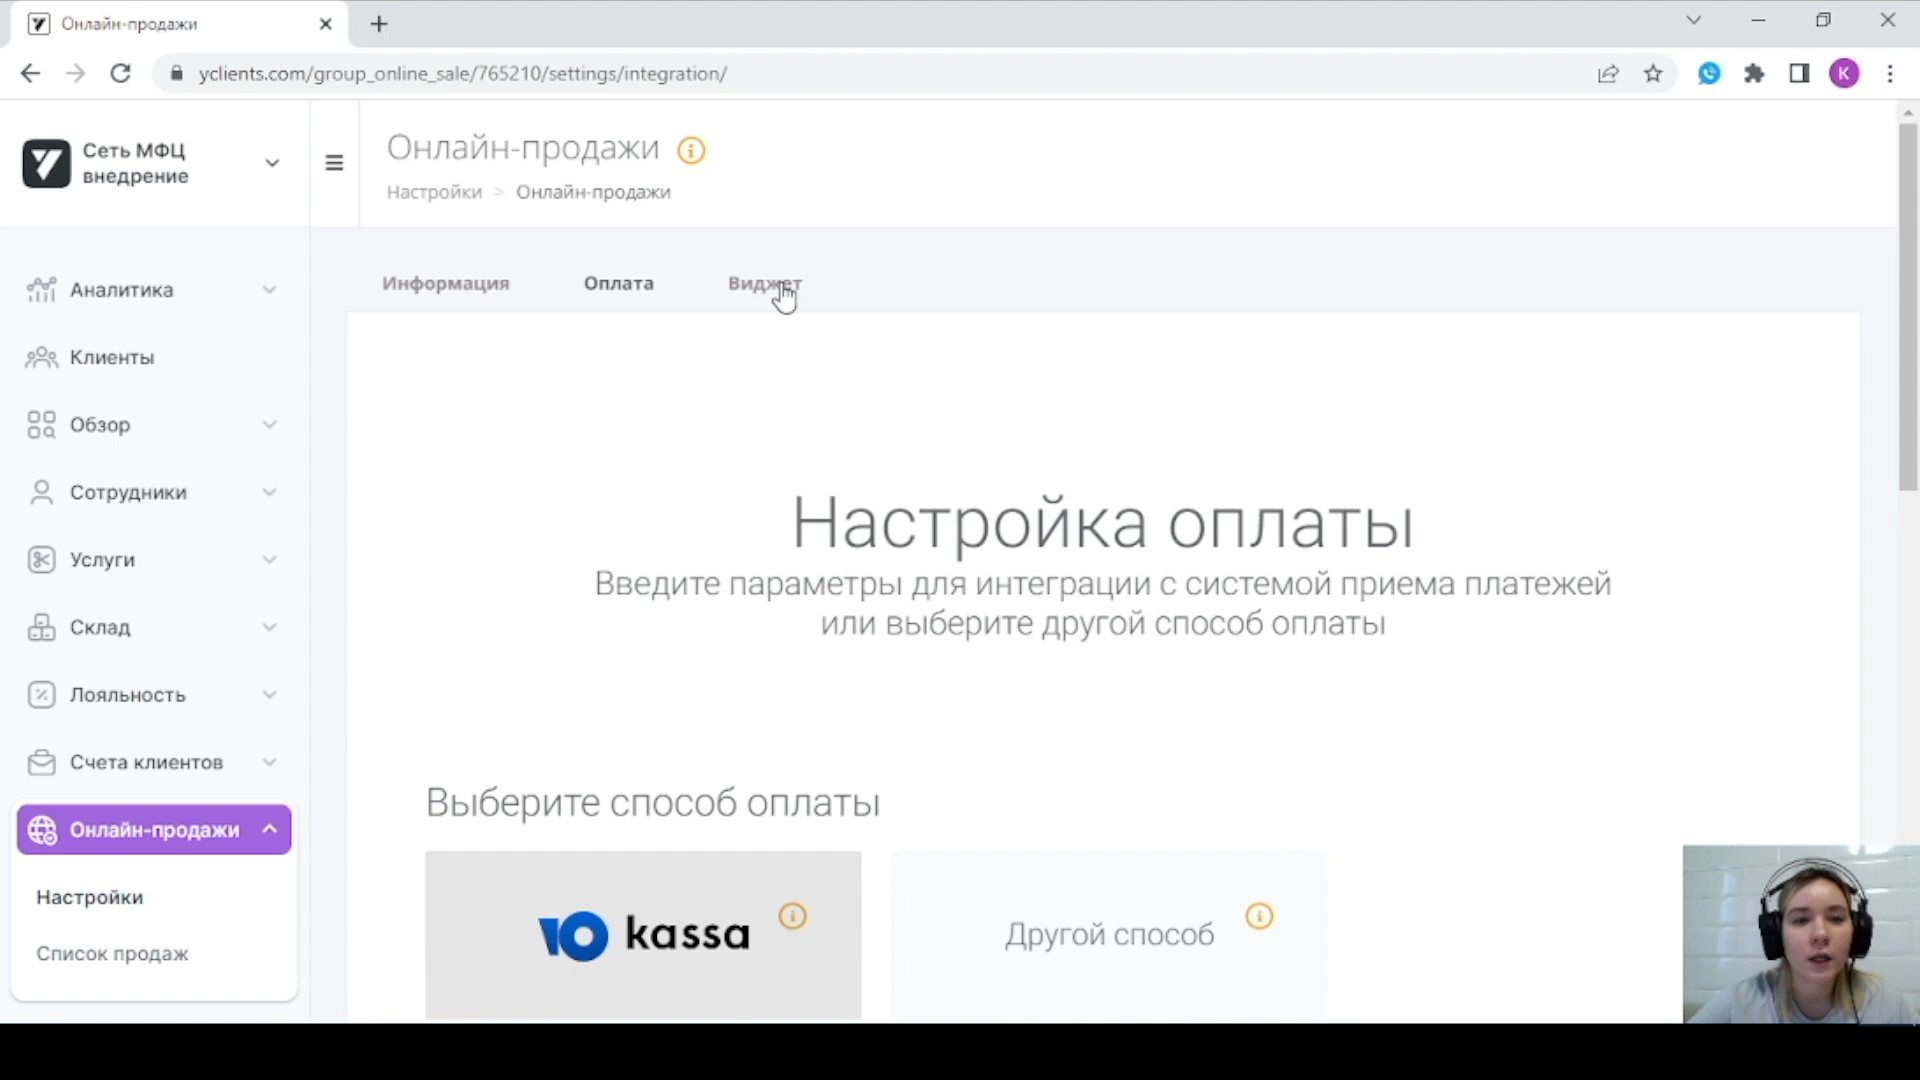 Онлайн-продажи
yclients.com/group_online_sale/765210/settings/integration/
K
Сеть МФЦ
внедрение
Онлайн-продажи
Настройки > Онлайн-продажи
Аналитика
Клиенты
Обзор
Сотрудники
Услуги
Склад
Лояльность
Счета клиентов
Онлайн-продажи
Настройки
Список продаж
Информация Оплата Виджет
Настройка оплаты
Введите параметры для интеграции с системой приема платежей
или выберите другой способ оплаты
Выберите способ оплаты
Ю kassa
Другой способ